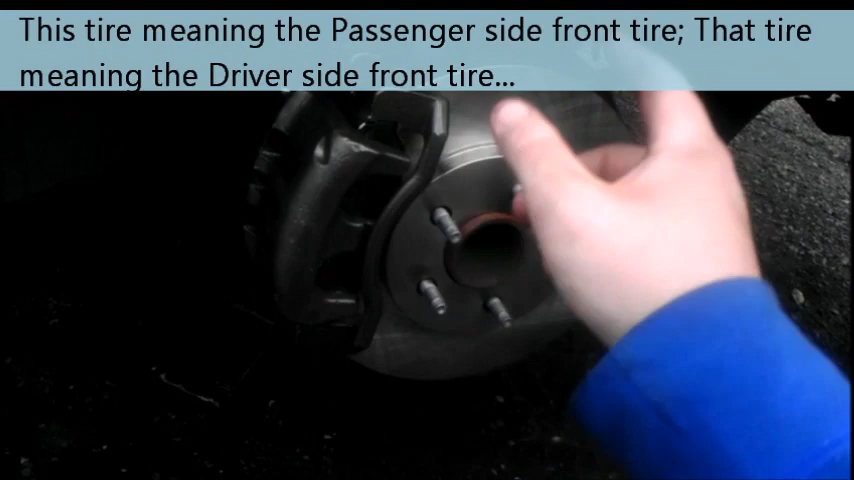 This tire meaning the Passenger side front tire; That tire
meaning the Driver side front tire...